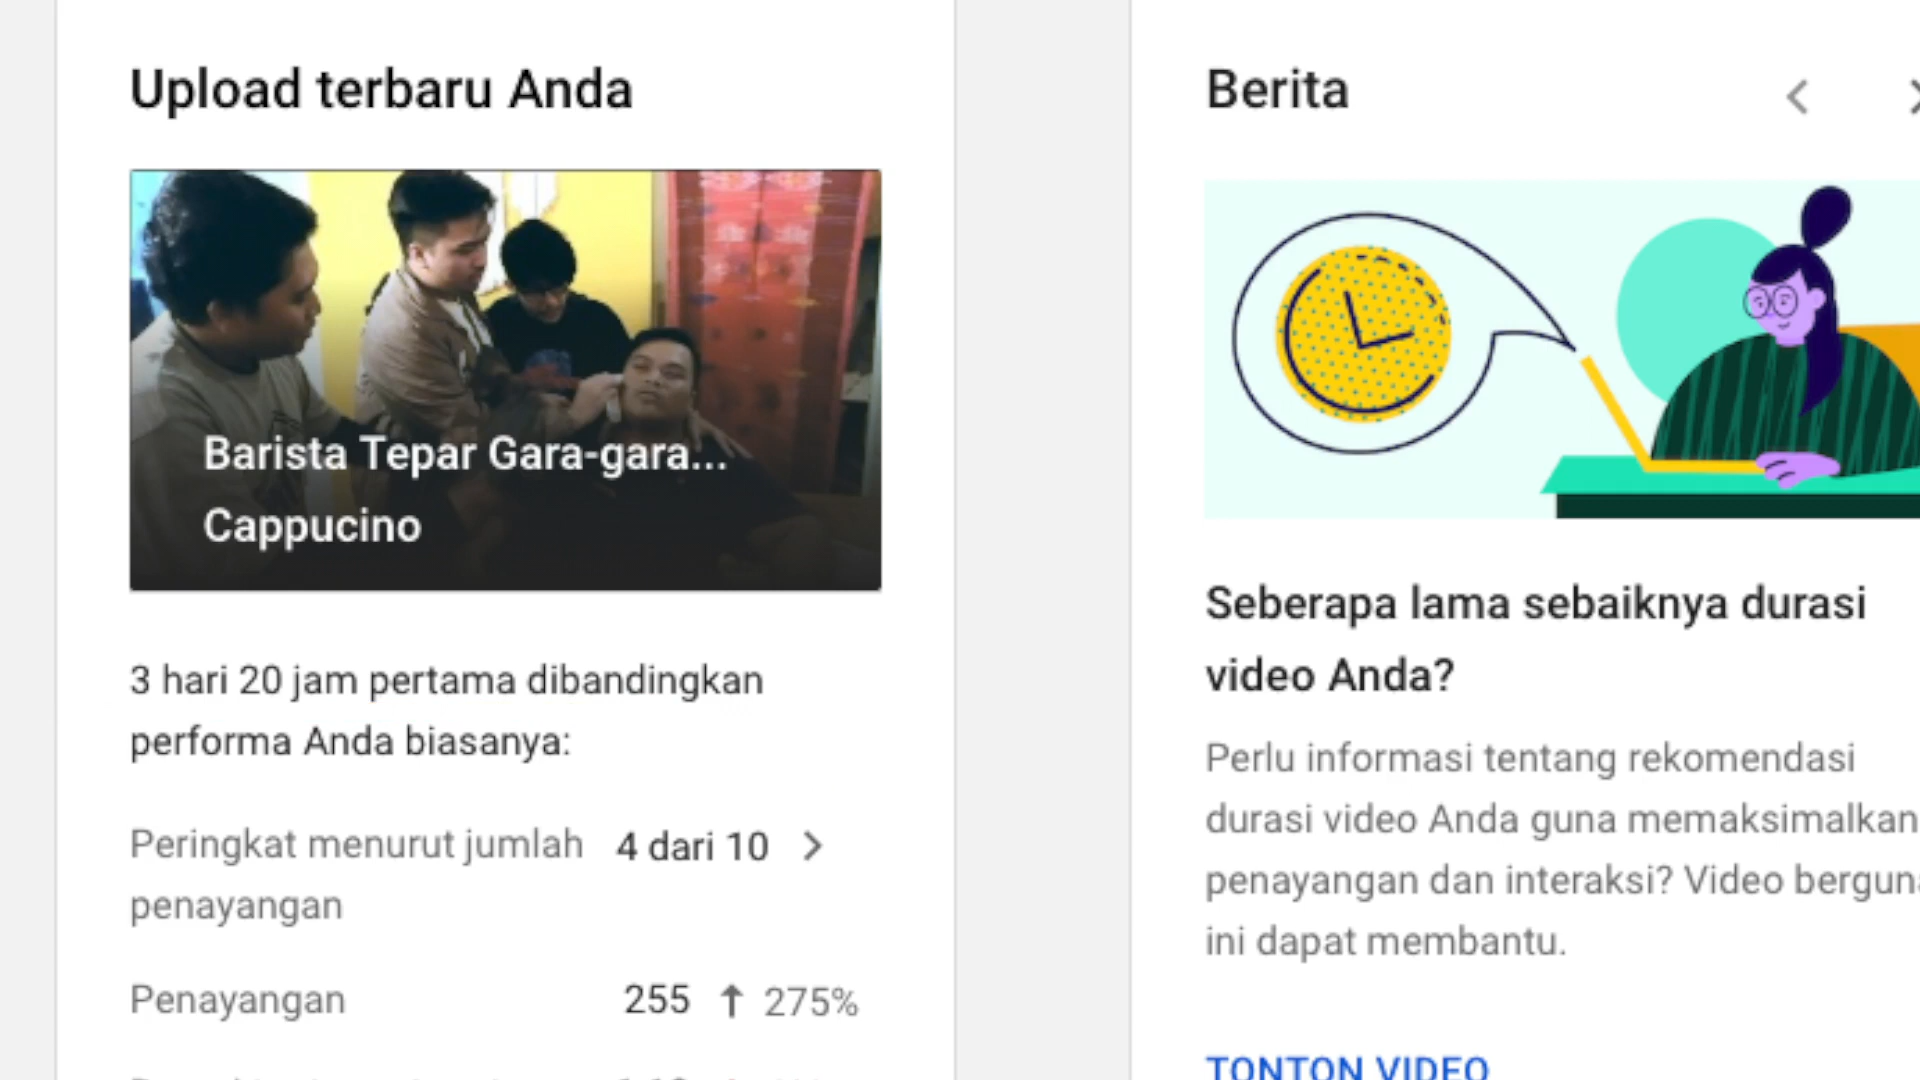 Upload terbaru Anda
Barista Tepar Gara-gara...
Cappucino
3 hari 20 jam pertama dibandingkan
performa Anda biasanya:
Peringkat menurut jumlah 4 dari 10
penayangan
Penayangan 255 275%
Berita
Seberapa lama sebaiknya durasi
video Anda?
Perlu informasi tentang rekomendasi
durasi video Anda guna memaksimalkan
penayangan dan interaksi? Video
ini dapat membantu.
TONTON VIDEO